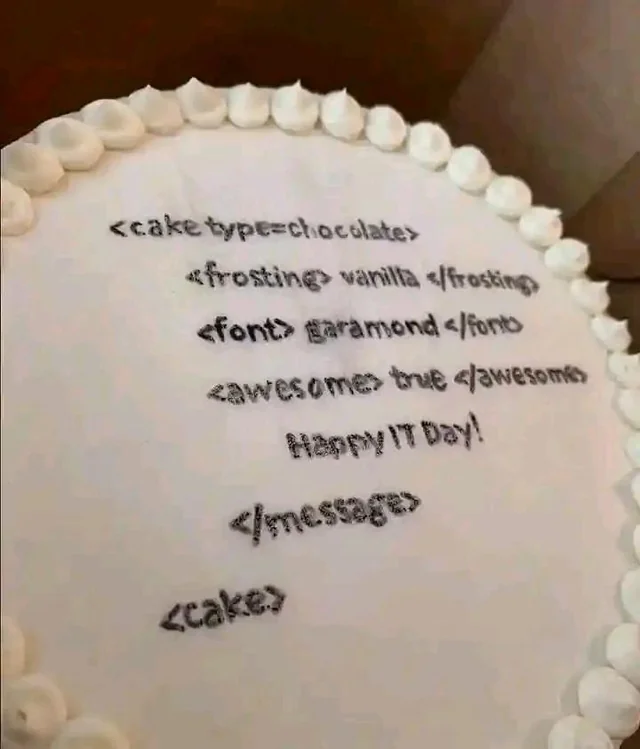 <cake type=chocolate>
<frosting> vanilla </frosting>
<font> garamond </font>
<awesome> true </awesome>
Happy IT Day!
</message>
<cake>